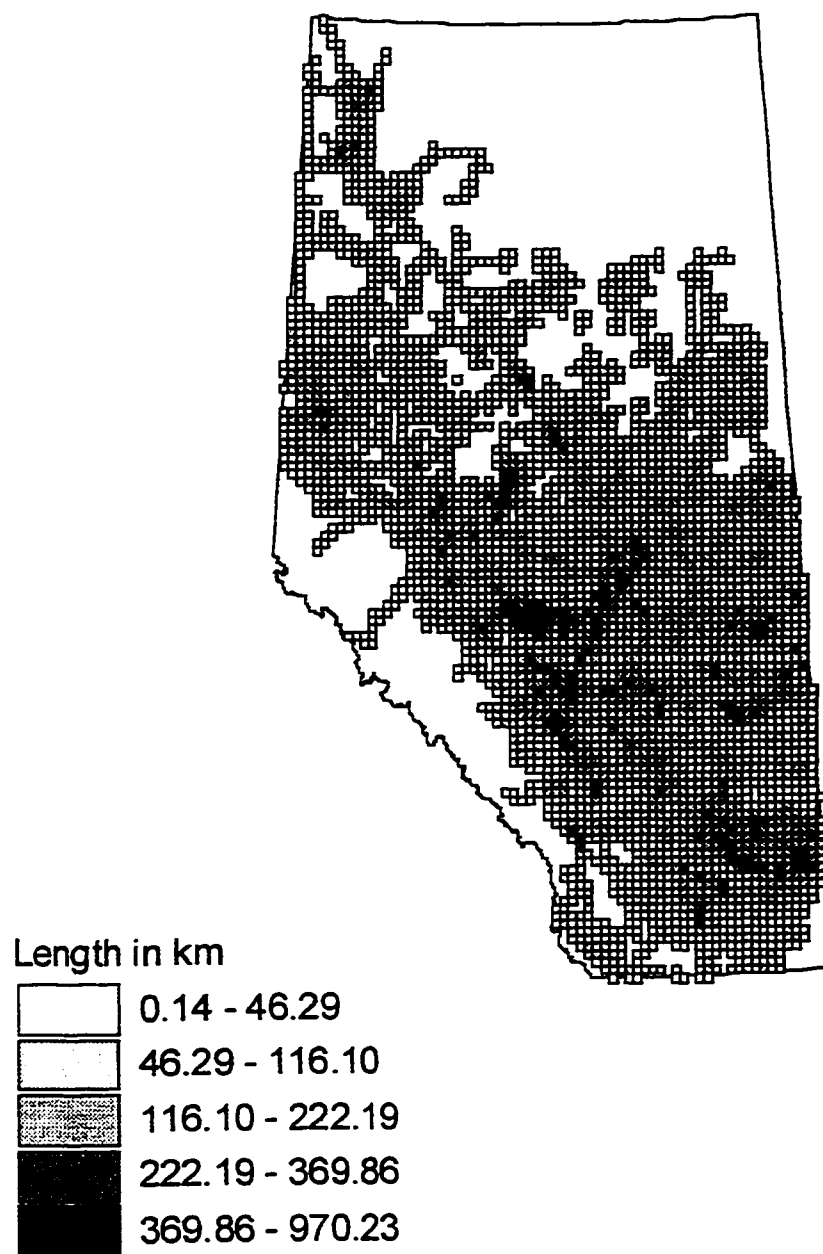 Length in km
0.14 - 46.29
46.29 - 116.10
116.10 - 222.19
222.19 - 369.86
369.86 - 970.23